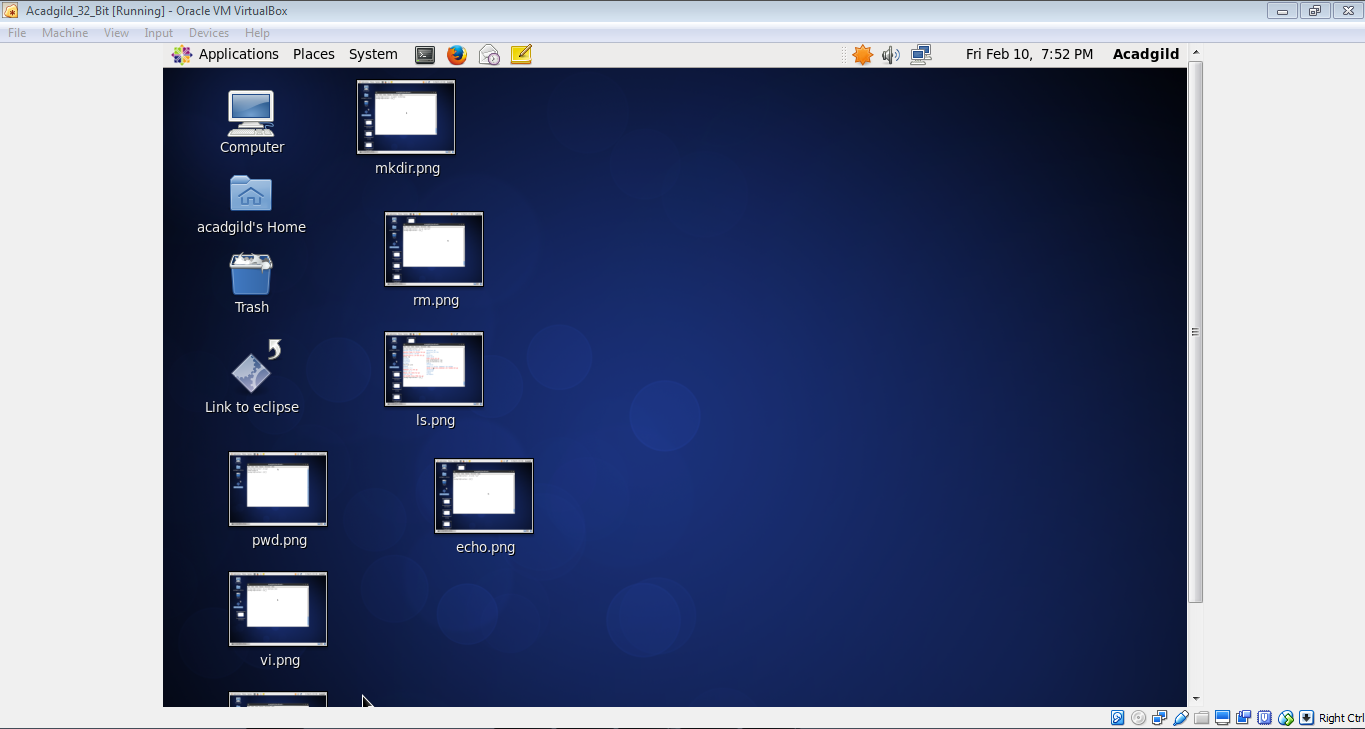 Acadgild_32_Bit [Running] - Oracle VM VirtualBox
File Machine View Input Devices Help
Applications Places System Fri Feb 10, 7:52 PM Acadgild
Computer
mkdir.png
acadgild's Home
rm.png
Trash
Link to eclipse
ls.png
pwd.png
echo.png
vi.png
Right Ctrl